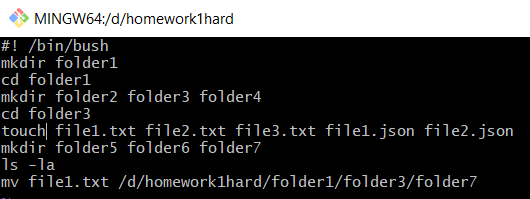 MINGW64:/d/homework1hard
#! /bin/bush
mkdir folder1
cd folder1
mkdir folder2 folder3 folder4
cd folder3
touch file1.txt file2.txt file3.txt file1.json file2.json
mkdir folder5 folder6 folder7
ls -la
mv file1.txt /d/homework1hard/folder1/folder3/folder7